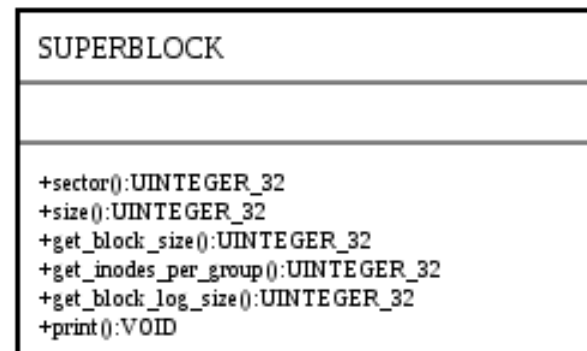 SUPERBLOCK
+sector():UINTEGER_32
+size():UINTEGER_32
+get_block_size():UINTEGER_32
+get_inodes_per_group():UINTEGER_32
+get_block_log_size():UINTEGER_32
+print():VOID